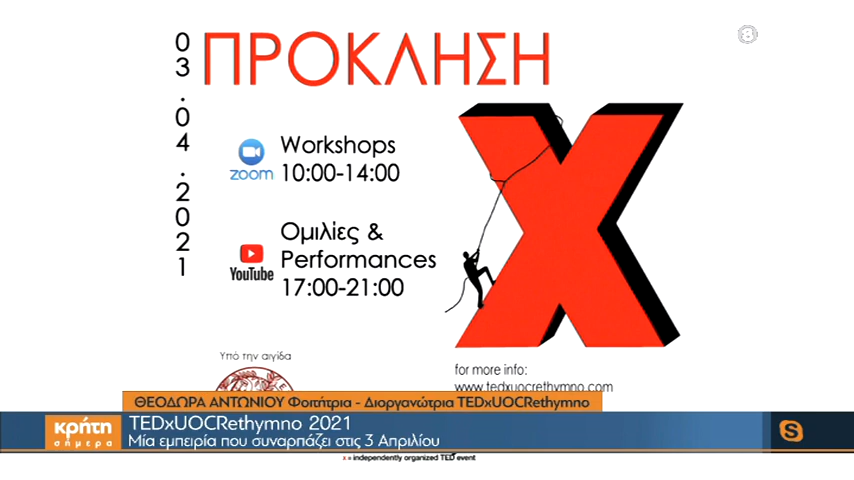 03.04.2021
ΠΡΟΚΛΗΣΗ
X
zoom
Workshops
10:00-14:00
YouTube
Ομιλίες &
Performances
17:00-21:00
Υπό την αιγίδα
for more info:
www.tedxuocrethymno.com
ΘΕΟΔΩΡΑ ΑΝΤΩΝΙΟΥ Φοιτήτρια - Διοργανώτρια TEDxUOCRethymno
κρήτη
σήμερα
TEDxUOCRethymno 2021
Μία εμπειρία που συναρπάζει στις 3 Απριλίου
x = independently organized TED event